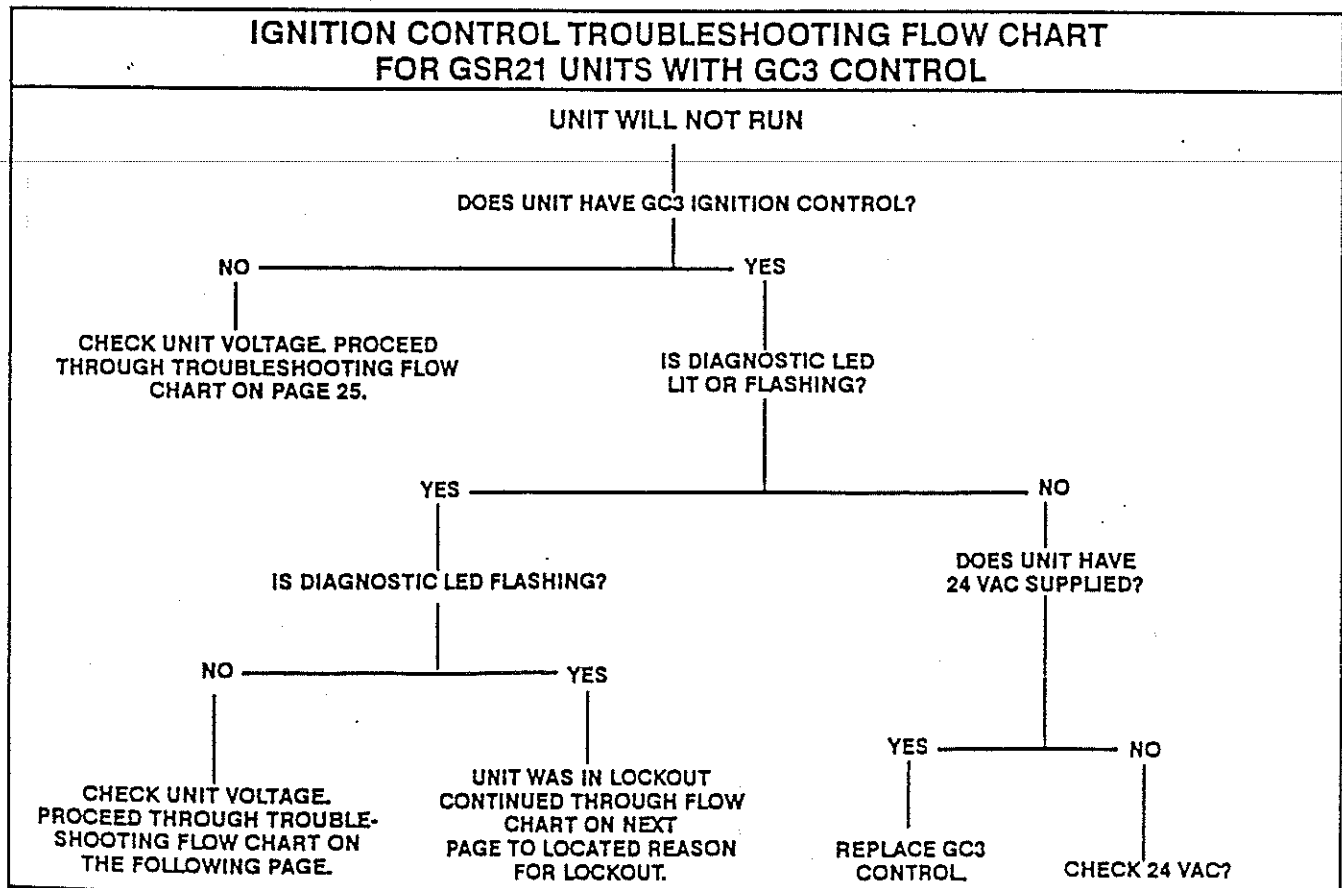 IGNITION CONTROL TROUBLESHOOTING FLOW CHART
FOR GSR21 UNITS WITH GC3 CONTROL
UNIT WILL NOT RUN
DOES UNIT HAVE GC3 IGNITION CONTROL?
NO
YES
CHECK UNIT VOLTAGE. PROCEED
THROUGH TROUBLESHOOTING FLOW
CHART ON PAGE 25.
IS DIAGNOSTIC LED
LIT OR FLASHING?
YES
NO
IS DIAGNOSTIC LED FLASHING?
DOES UNIT HAVE
24 VAC SUPPLIED?
NO
YES
CHECK UNIT VOLTAGE.
PROCEED THROUGH TROUBLE-
SHOOTING FLOW CHART ON
THE FOLLOWING PAGE.
UNIT WAS IN LOCKOUT
CONTINUED THROUGH FLOW
CHART ON NEXT
PAGE TO LOCATED REASON
FOR LOCKOUT.
YES
NO
REPLACE GC3
CONTROL.
CHECK 24 VAC?